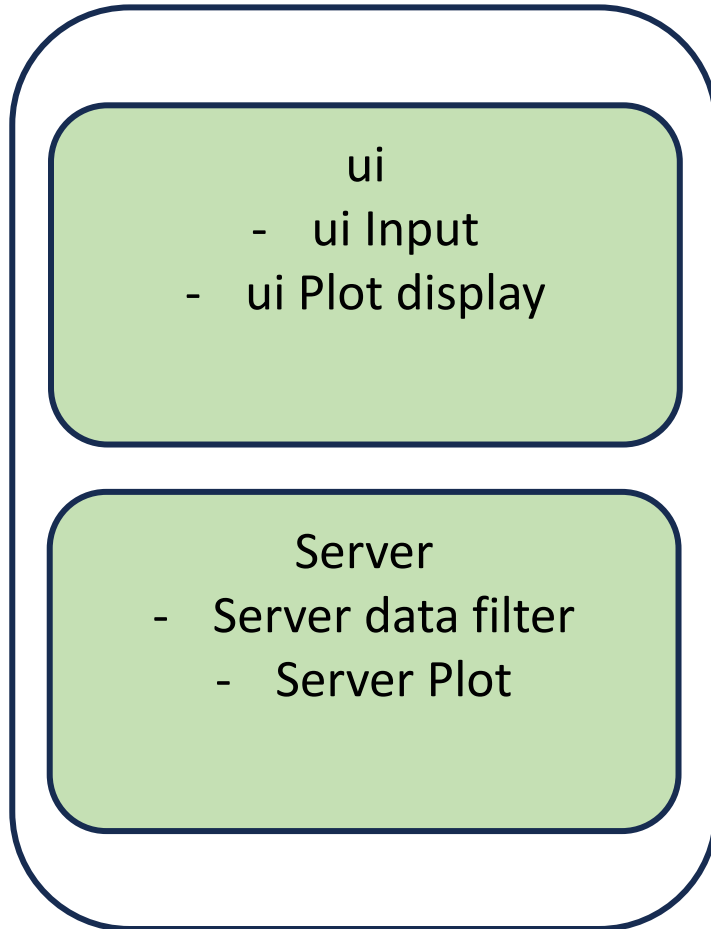 ui
- ui Input
- ui Plot display
Server
- Server data filter
- Server Plot